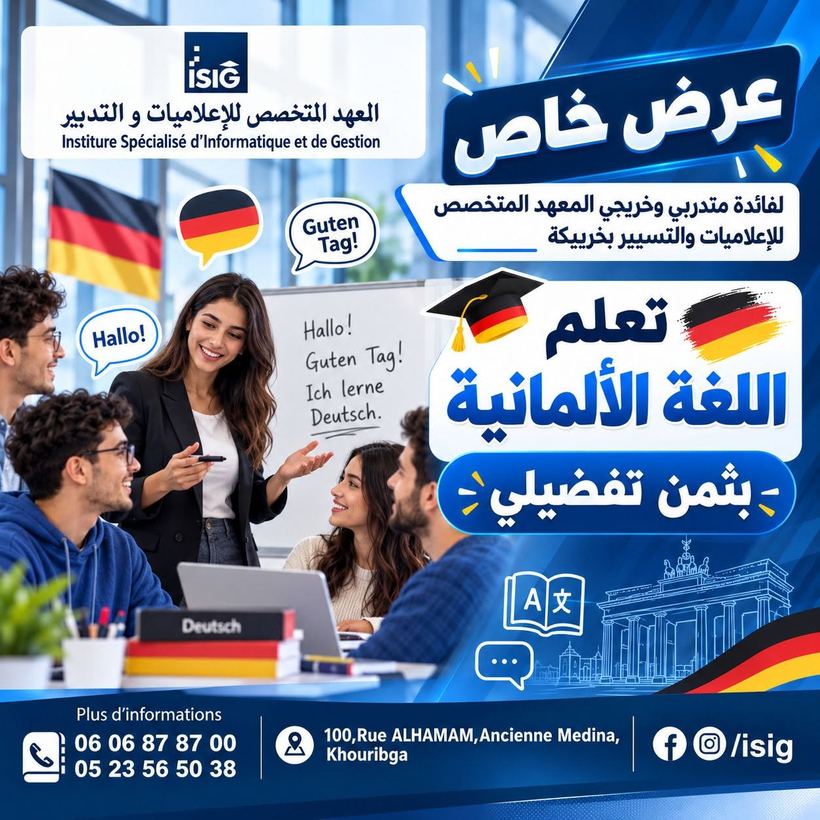 iSiG
المعهد المتخصص للإعلاميات و التدبير
Institure Spécialisé d'Informatique et de Gestion
عرض خاص
لفائدة متدربي وخريجي المعهد المتخصص
للإعلاميات والتسيير بخريبكة
Guten
Tag!
Hallo!
Hallo!
Guten Tag!
Ich lerne
Deutsch.
تعلم
اللغة الألمانية
بثمن تفضيلي
A 文
Deutsch
Plus d'informations
06 06 87 87 00
05 23 56 50 38
100,Rue ALHAMAM,Ancienne Medina,
Khouribga
/isig